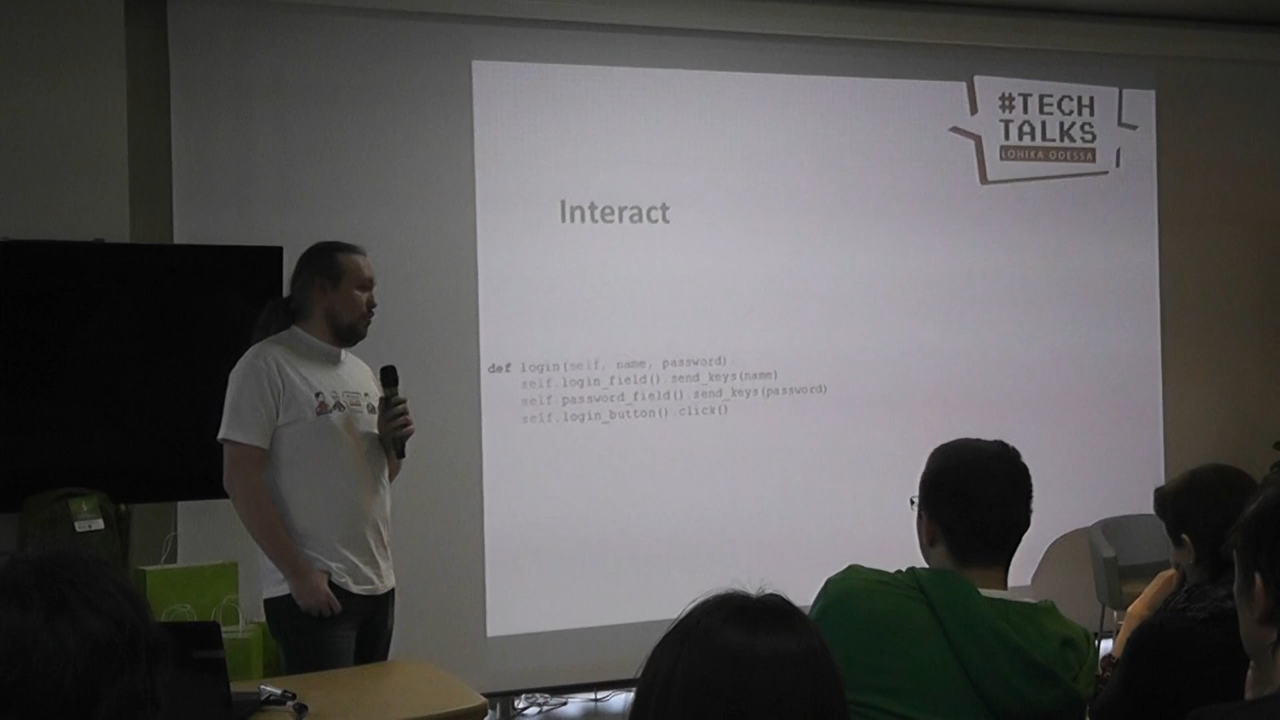 #TECH
TALKS
LOHIKA ODESSA
Interact
def login(self, name, password)
self.login_field().send_keys(name)
self.password_field().send_keys(password)
self.login_button().click()